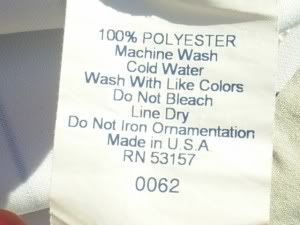 100% POLYESTER
Machine Wash
Cold Water
Wash With Like Colors
Do Not Bleach
Line Dry
Do Not Iron Ornamentation
Made in U.S.A.
RN 53157
0062